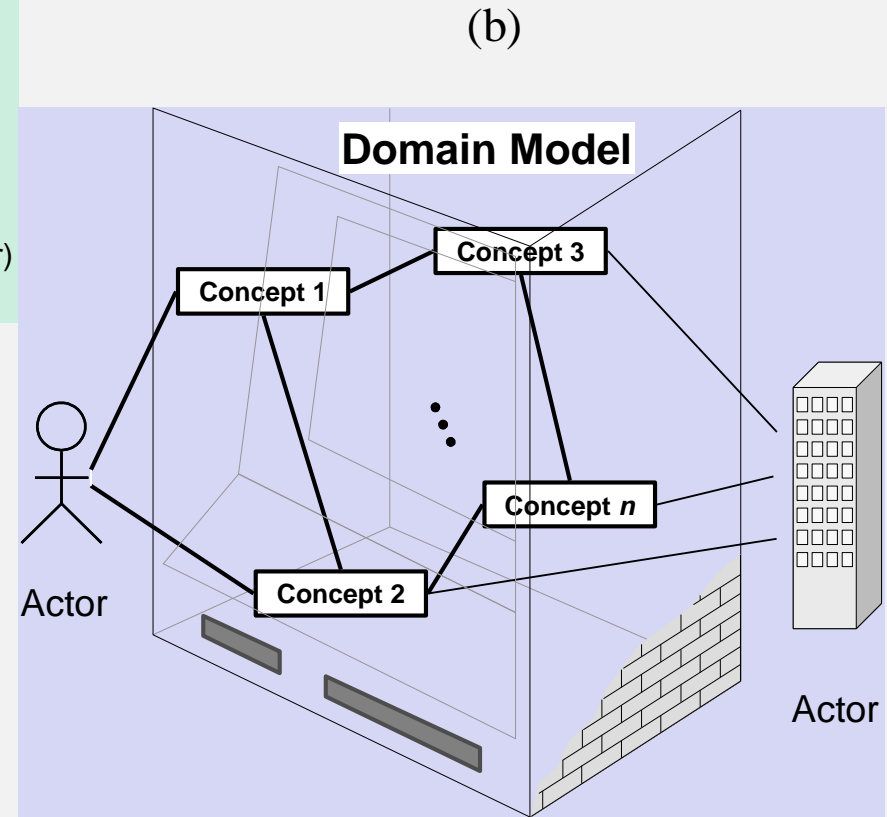 (b)
Domain Model
r)
Concept 3
Concept 1
Concept n
Concept 2
Actor
Actor